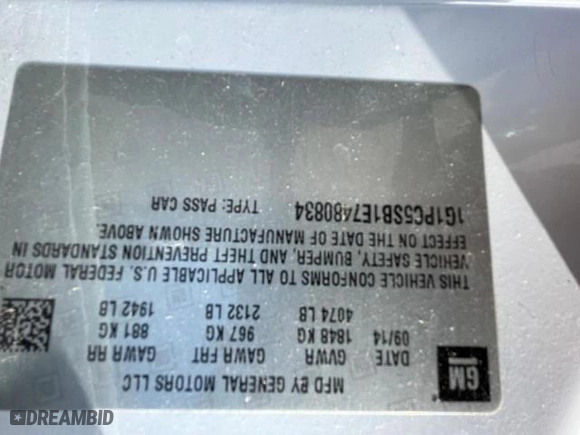 MFD BY GENERAL MOTORS LLC
GM
DATE GVWR GAWR FRT GAWR RR
09/14 1848 KG 967 KG 881 KG
4074 LB 2132 LB 1942 LB
THIS VEHICLE CONFORMS TO ALL APPLICABLE U.S. FEDERAL MOTOR
VEHICLE SAFETY, BUMPER, AND THEFT PREVENTION STANDARDS IN
EFFECT ON THE DATE OF MANUFACTURE SHOWN ABOVE.
1G1PC5SB1E7480834 TYPE: PASS CAR
DREAMBID